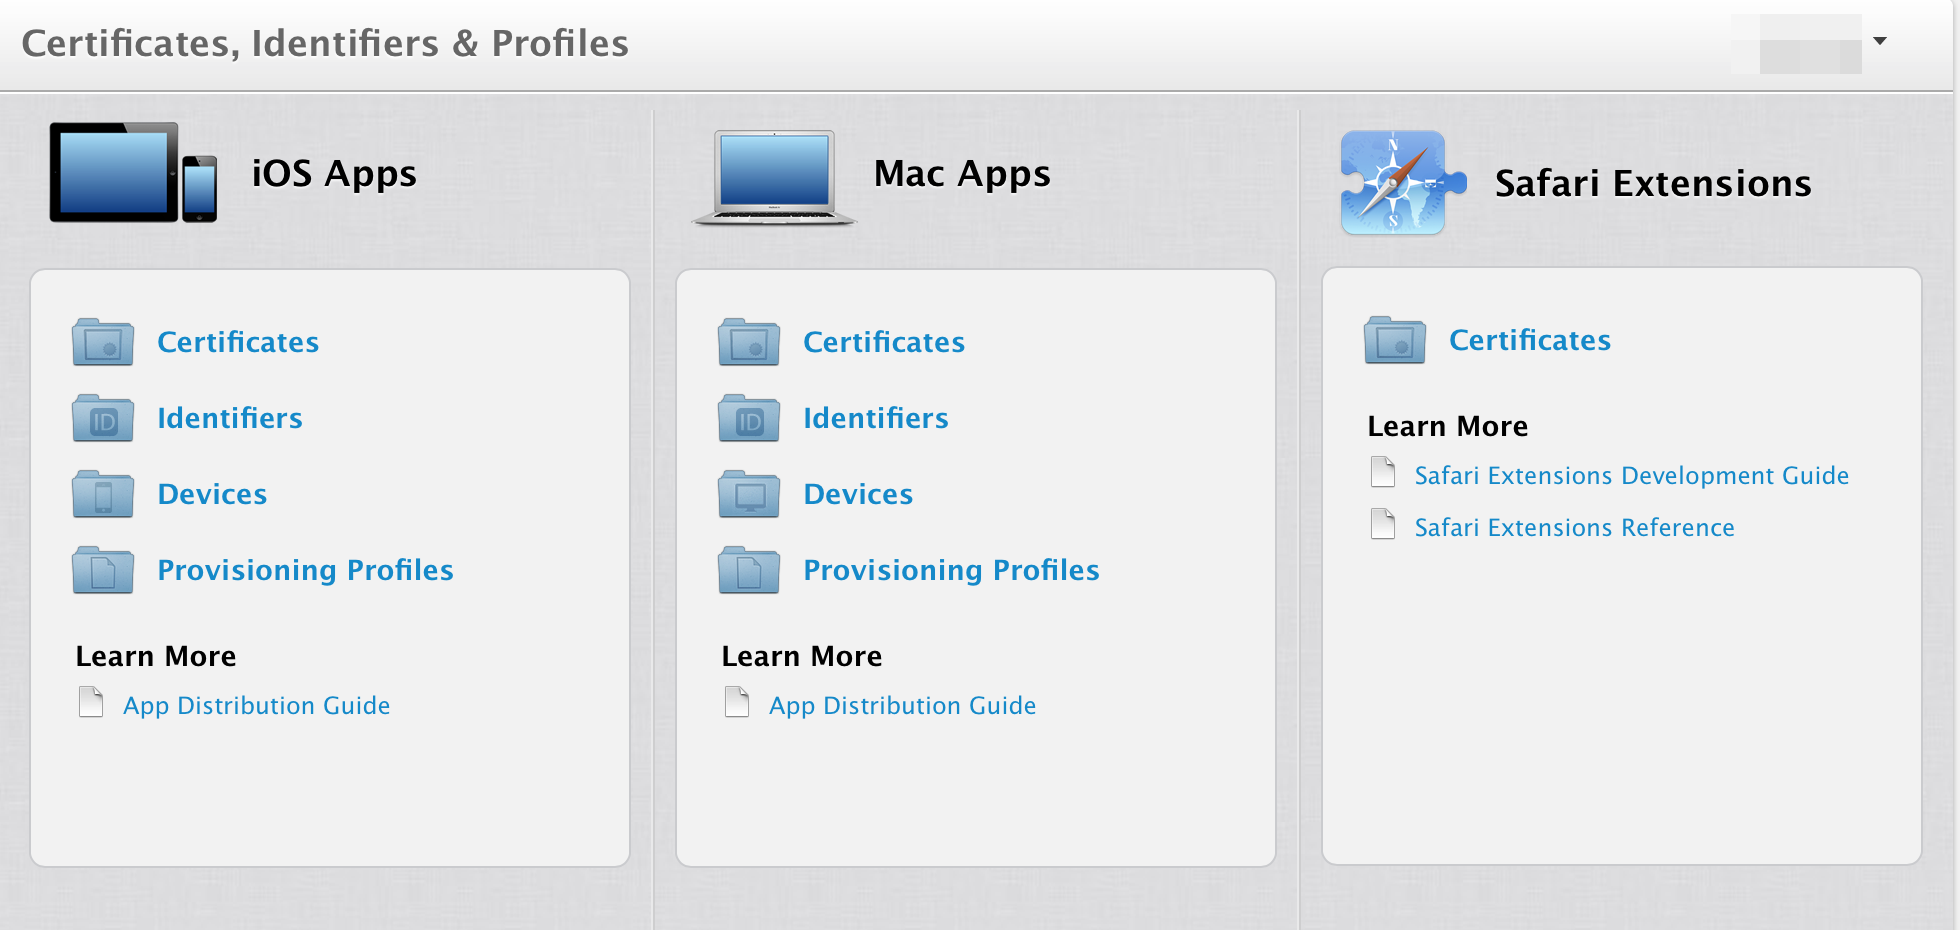 Certificates, Identifiers & Profiles
iOS Apps
Certificates
ID
Identifiers
Devices
Provisioning Profiles
Learn More
App Distribution Guide
Mac Apps
Certificates
ID
Identifiers
Devices
Provisioning Profiles
Learn More
App Distribution Guide
N
S
Safari Extensions
Certificates
Learn More
Safari Extensions Development Guide
Safari Extensions Reference